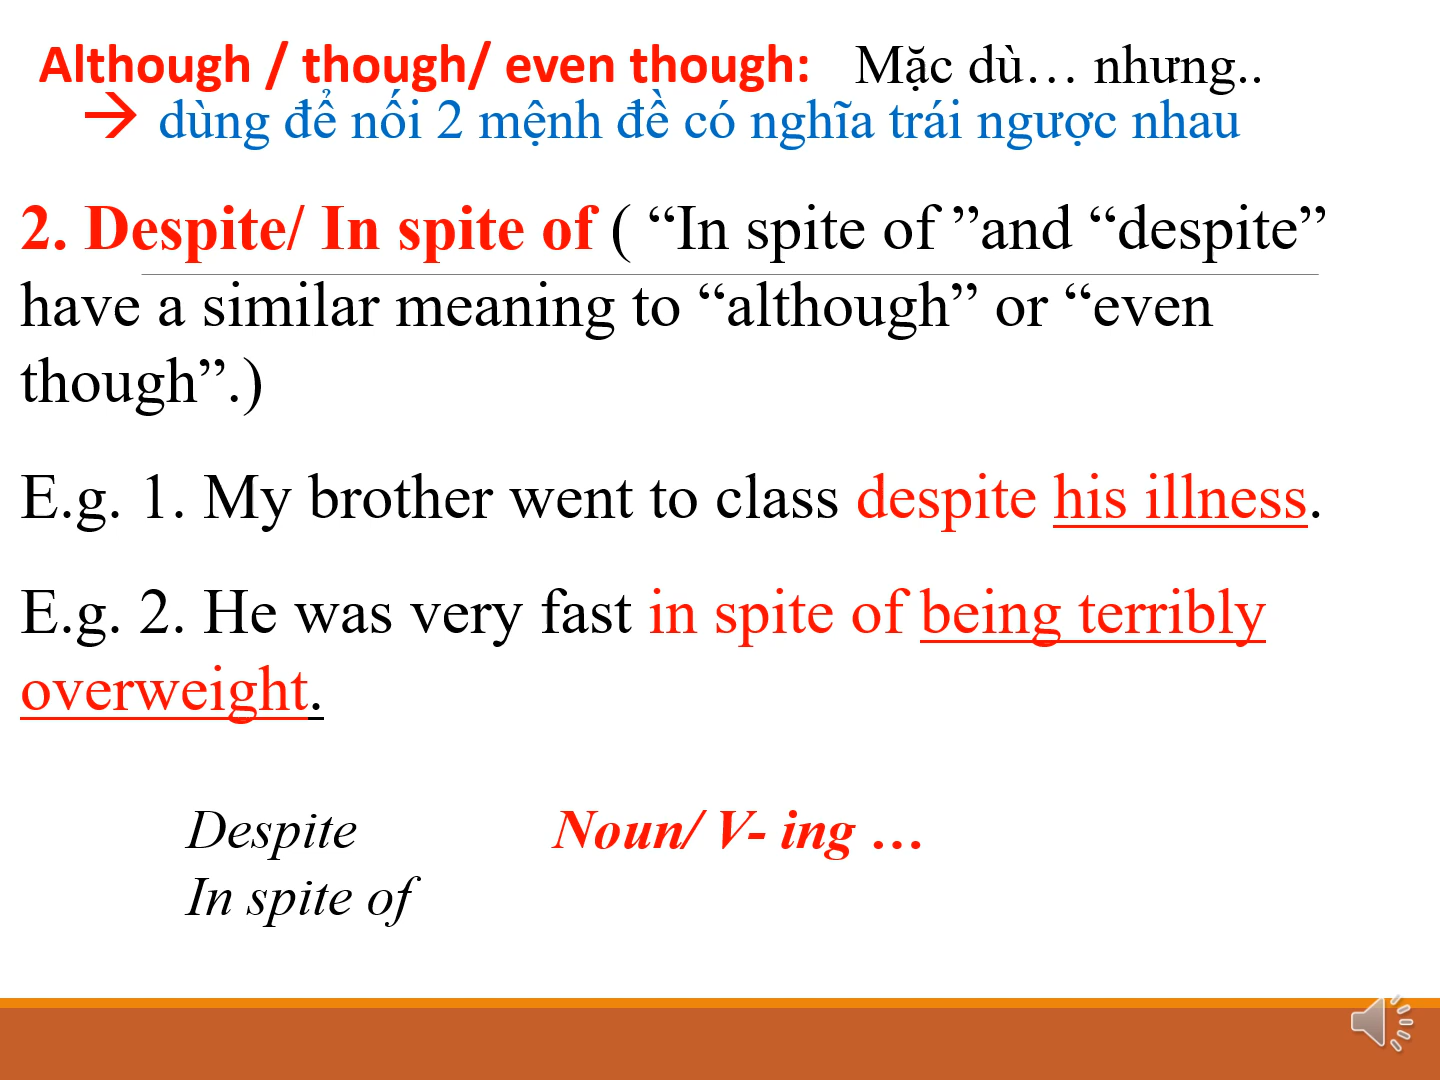 Although / though/ even though: Mặc dù… nhưng..
→ dùng để nối 2 mệnh đề có nghĩa trái ngược nhau
2. Despite/ In spite of ( “In spite of ”and “despite”
have a similar meaning to “although” or “even
though”.)
E.g. 1. My brother went to class despite his illness.
E.g. 2. He was very fast in spite of being terribly
overweight.
Despite Noun/ V- ing …
In spite of